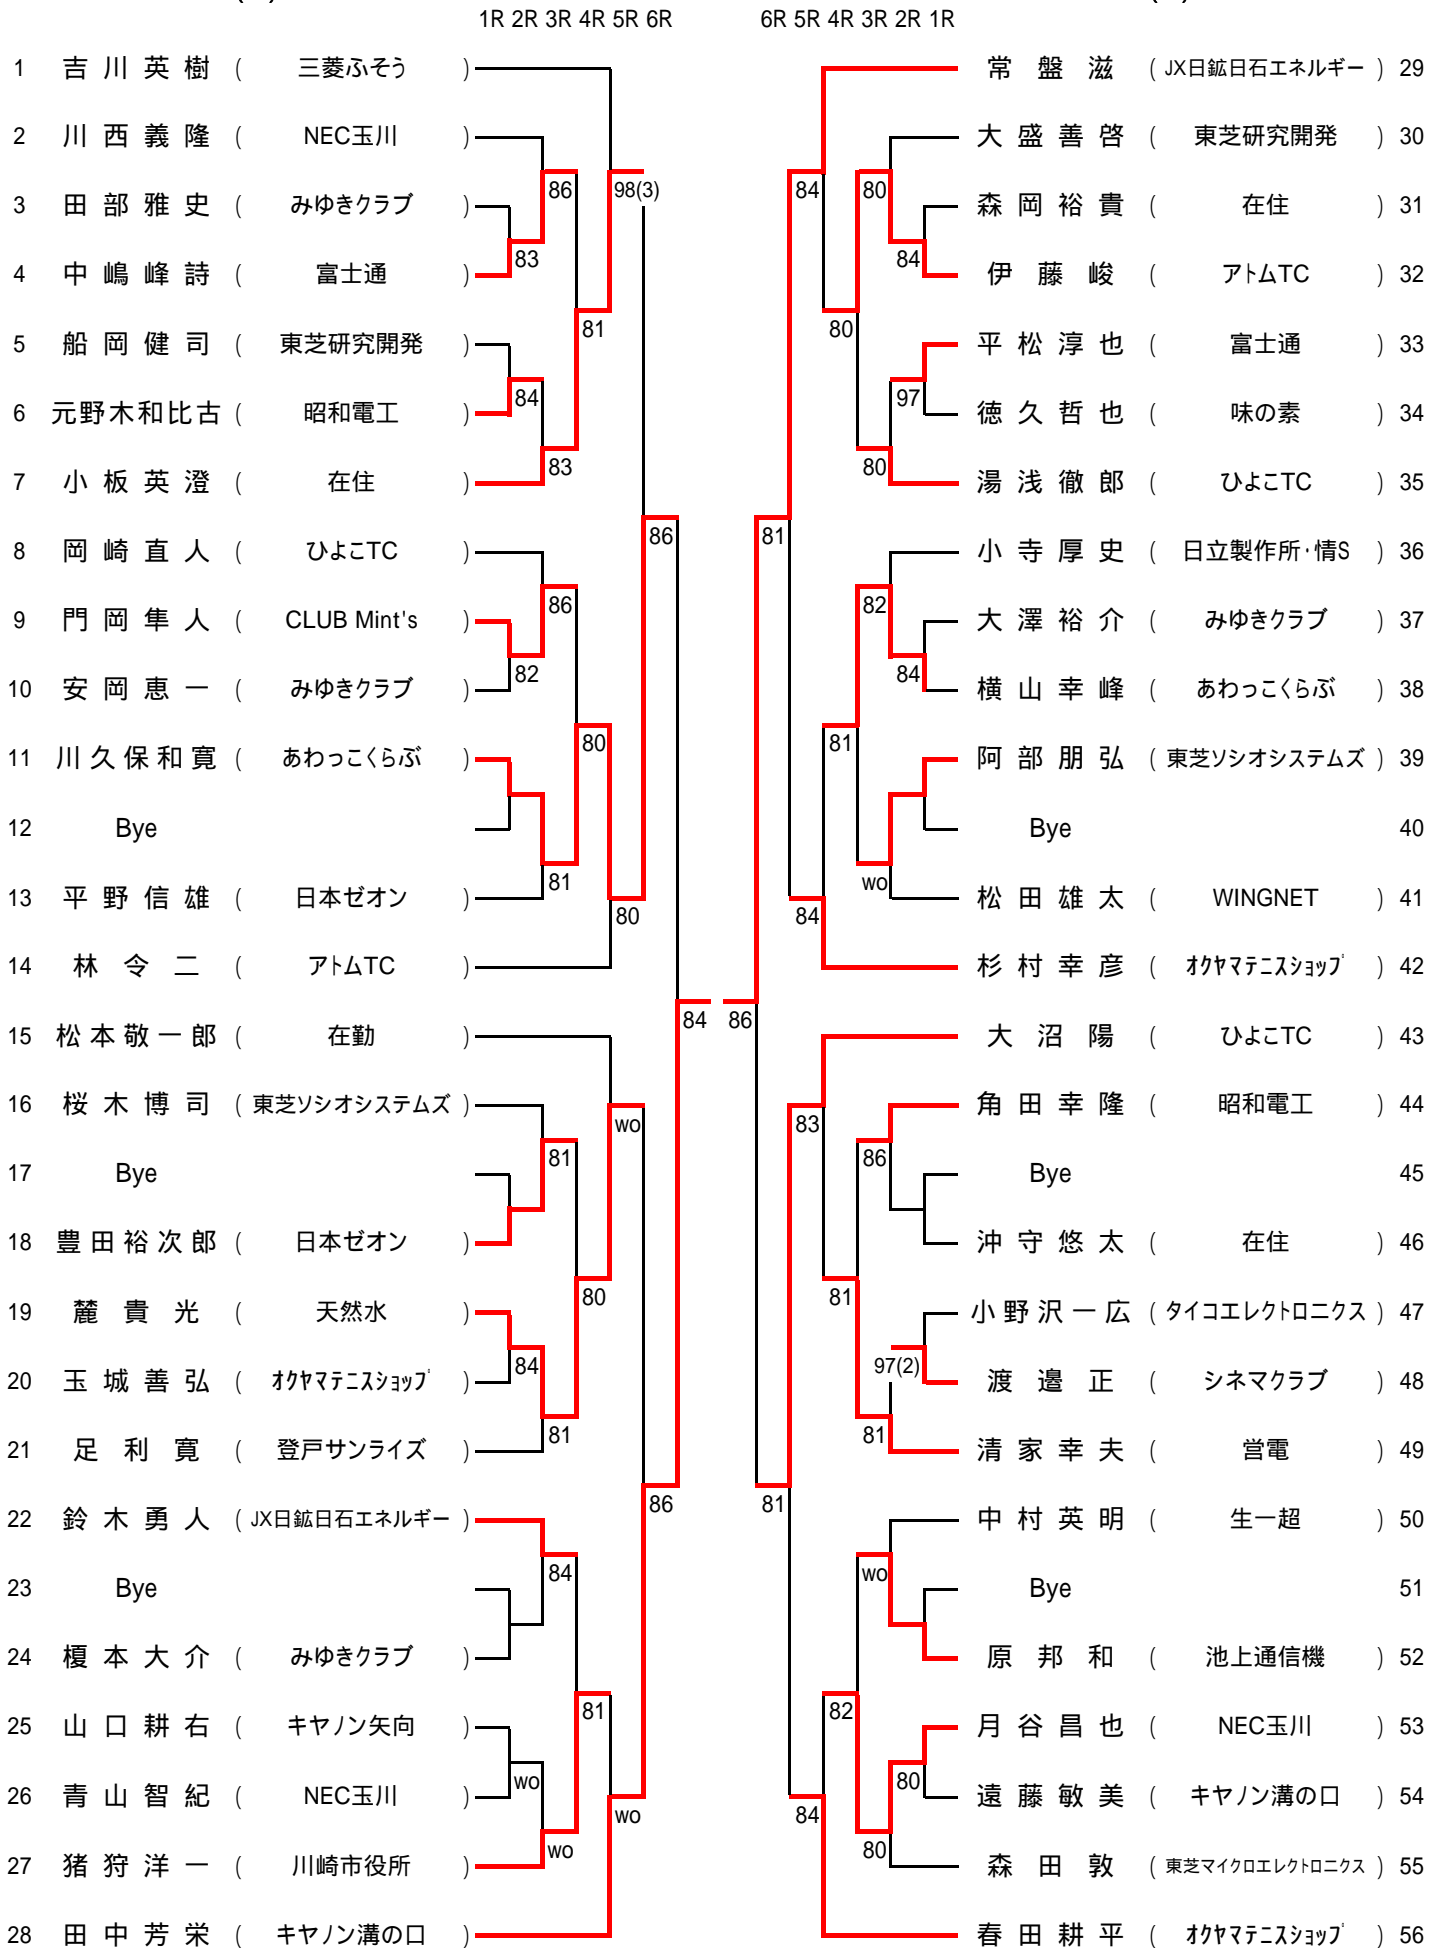 1R 2R 3R 4R 5R 6R 6R 5R 4R 3R 2R 1R
1 吉川英樹 ( 三菱ふそう ) 常盤滋 ( JX日鉱日石エネルギー ) 29
2 川西義隆 ( NEC玉川 ) 大盛善啓 ( 東芝研究開発 ) 30
86 98(3) 84 80
3 田部雅史 ( みゆきクラブ ) 森岡裕貴 ( 在住 ) 31
83 84
4 中嶋峰詩 ( 富士通 ) 伊藤峻 ( アトムTC ) 32
81 80
5 船岡健司 ( 東芝研究開発 ) 平松淳也 ( 富士通 ) 33
84 97
6 元野木和比古 ( 昭和電工 ) 徳久哲也 ( 味の素 ) 34
83 80
7 小板英澄 ( 在住 ) 湯浅徹郎 ( ひよこTC ) 35
86 81
8 岡崎直人 ( ひよこTC ) 小寺厚史 ( 日立製作所・情S ) 36
86 82
9 門岡隼人 ( CLUB Mint's ) 大澤裕介 ( みゆきクラブ ) 37
82 84
10 安岡恵一 ( みゆきクラブ ) 横山幸峰 ( あわっこくらぶ ) 38
80 81
11 川久保和寛 ( あわっこくらぶ ) 阿部朋弘 ( 東芝ソシオシステムズ ) 39
12 Bye Bye 40
81 wo
13 平野信雄 ( 日本ゼオン ) 松田雄太 ( WINGNET ) 41
80 84
14 林令二 ( アトムTC ) 杉村幸彦 ( オクヤマテニスショップ ) 42
84 86
15 松本敬一郎 ( 在勤 ) 大沼陽 ( ひよこTC ) 43
16 桜木博司 ( 東芝ソシオシステムズ ) 角田幸隆 ( 昭和電工 ) 44
wo 83
81 86
17 Bye Bye 45
18 豊田裕次郎 ( 日本ゼオン ) 沖守悠太 ( 在住 ) 46
80 81
19 麓貴光 ( 天然水 ) 小野沢一広 ( タイコエレクトロニクス ) 47
84 97(2)
20 玉城善弘 ( オクヤマテニスショップ ) 渡邉正 ( シネマクラブ ) 48
81 81
21 足利寛 ( 登戸サンライズ ) 清家幸夫 ( 営電 ) 49
86 81
22 鈴木勇人 ( JX日鉱日石エネルギー ) 中村英明 ( 生一超 ) 50
84 wo
23 Bye Bye 51
24 榎本大介 ( みゆきクラブ ) 原邦和 ( 池上通信機 ) 52
81 82
25 山口耕右 ( キヤノン矢向 ) 月谷昌也 ( NEC玉川 ) 53
wo 80
26 青山智紀 ( NEC玉川 ) 遠藤敏美 ( キヤノン溝の口 ) 54
wo 84
wo 80
27 猪狩洋一 ( 川崎市役所 ) 森田敦 ( 東芝マイクロエレクトロニクス ) 55
28 田中芳栄 ( キヤノン溝の口 ) 春田耕平 ( オクヤマテニスショップ ) 56